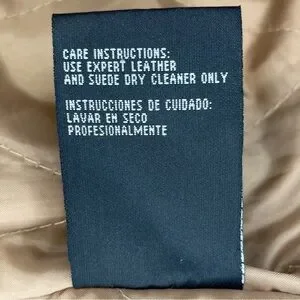 CARE INSTRUCTIONS:
USE EXPERT LEATHER
AND SUEDE DRY CLEANER ONLY
INSTRUCCIONES DE CUIDADO:
LAVAR EN SECO
PROFESIONALMENTE